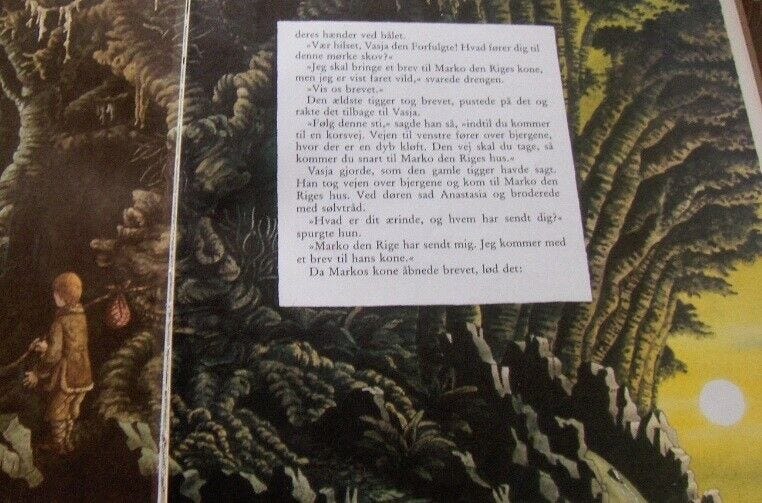 deres hænder ved bålet.
»Vær hilset, Vasja den Forfulgte! Hvad fører dig til
denne mørke skov?«
»Jeg skal bringe et brev til Marko den Riges kone,
men jeg er vist faret vild,« svarede drengen.
»Vis os brevet.«
Den ældste tigger tog brevet, pustede på det og
rakte det tilbage til Vasja.
»Følg denne sti,« sagde han så, »indtil du kommer
til en korsvej. Vejen til venstre fører over bjergene,
hvor der er en dyb kløft. Den vej skal du tage, så
kommer du snart til Marko den Riges hus.«
Vasja gjorde, som den gamle tigger havde sagt.
Han tog vejen over bjergene og kom til Marko den
Riges hus. Ved døren sad Anastasia og broderede
med sølvtråd.
»Hvad er dit ærinde, og hvem har sendt dig?«
spurgte hun.
»Marko den Rige har sendt mig. Jeg kommer med
et brev til hans kone.«
Da Markos kone åbnede brevet, lød det: